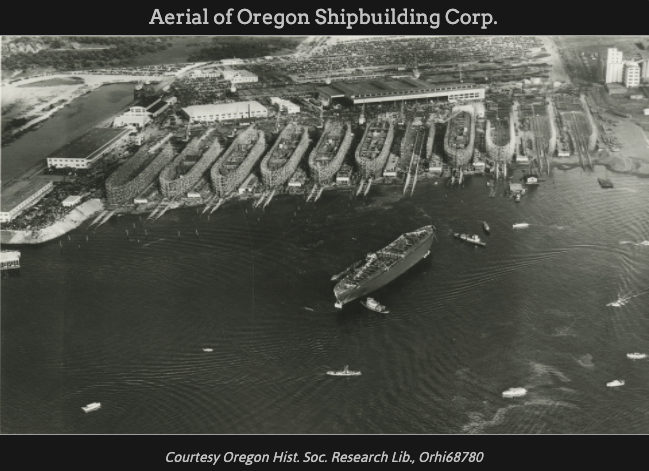 Aerial of Oregon Shipbuilding Corp.
Courtesy Oregon Hist. Soc. Research Lib., Orhi68780